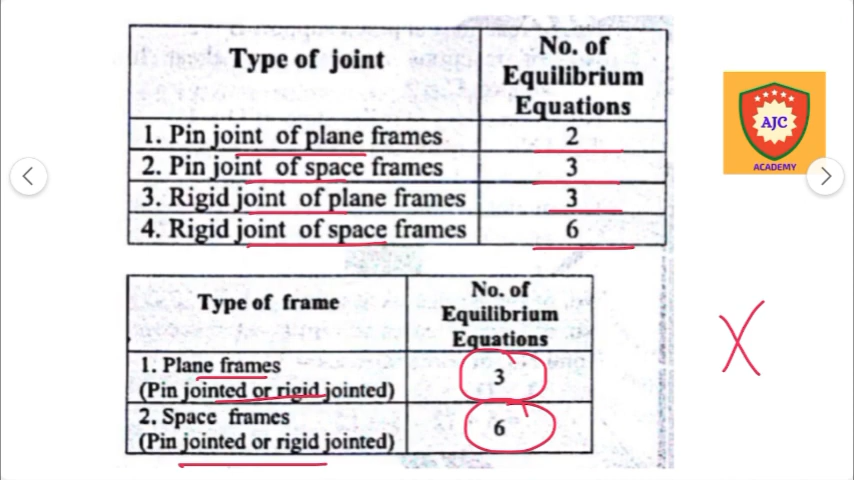 Type of joint
No. of
Equilibrium
Equations
1. Pin joint of plane frames 2
2. Pin joint of space frames 3
3. Rigid joint of plane frames 3
4. Rigid joint of space frames 6
Type of frame
No. of
Equilibrium
Equations
1. Plane frames
(Pin jointed or rigid jointed) 3
2. Space frames
(Pin jointed or rigid jointed) 6
AJC
ACADEMY